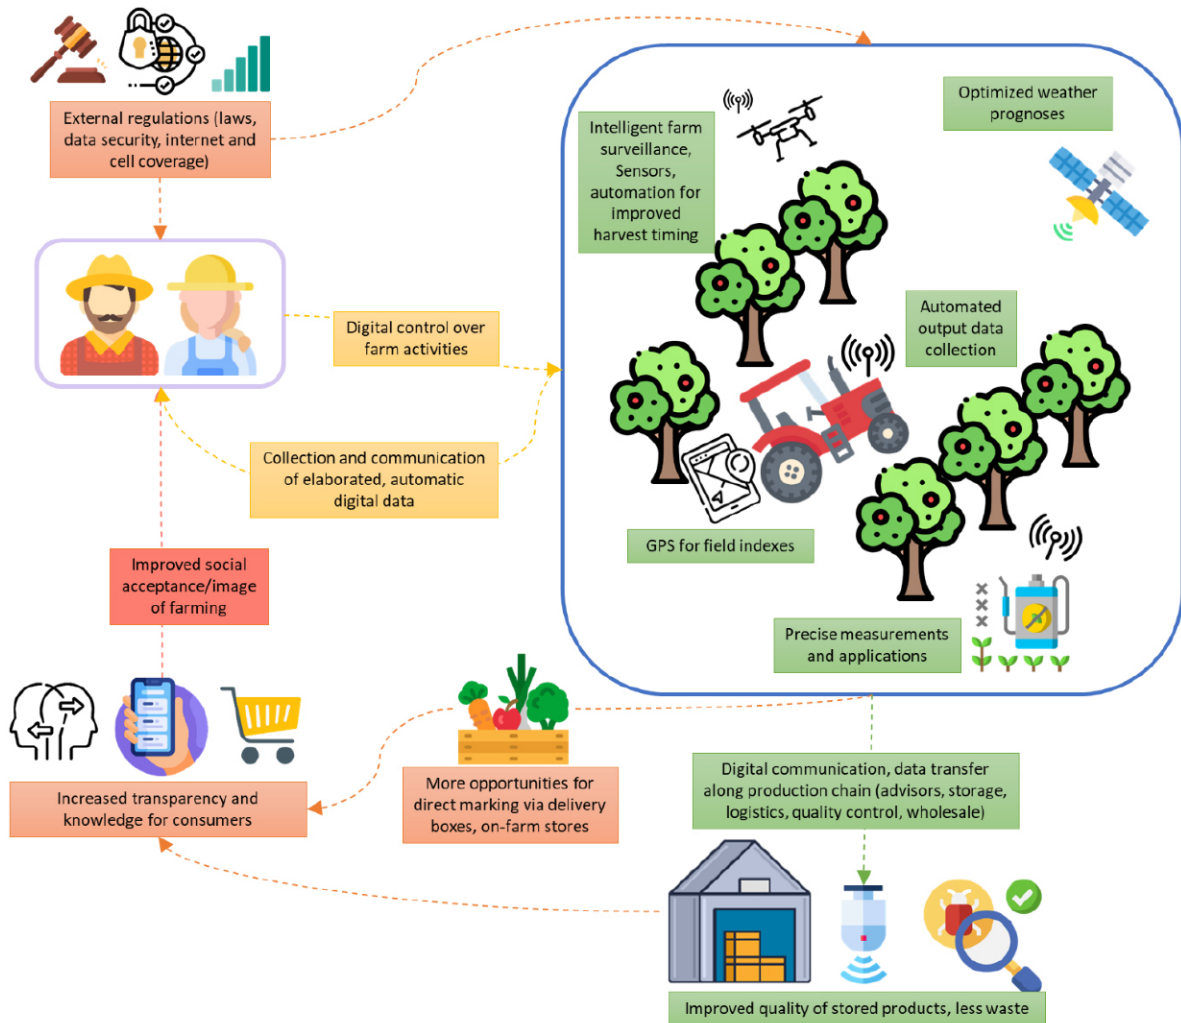 External regulations (laws,
data security, internet and
cell coverage)
Intelligent farm
surveillance,
Sensors,
automation for
improved
harvest timing
Optimized weather
prognoses
Digital control over
farm activities
Automated
output data
collection
Collection and communication
of elaborated, automatic
digital data
GPS for field indexes
Improved social
acceptance/image
of farming
Precise measurements
and applications
Increased transparency and
knowledge for consumers
More opportunities for
direct marking via delivery
boxes, on-farm stores
Digital communication, data transfer
along production chain (advisors, storage,
logistics, quality control, wholesale)
Improved quality of stored products, less waste